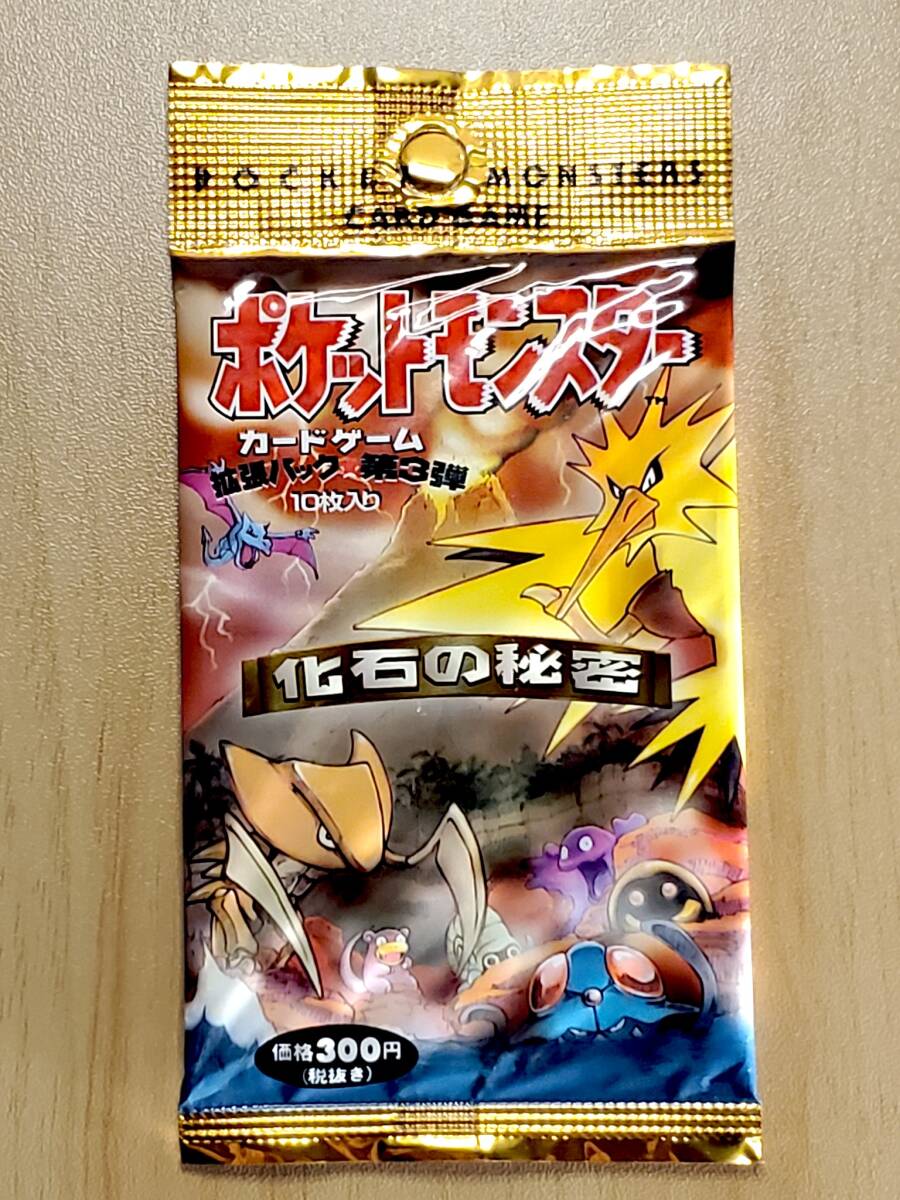 POCKET MONSTERS
CARD GAME
ポケットモンスター
TM
カードゲーム
拡張パック 第3弾
10枚入り
化石の秘密
価格300円
(税抜き)